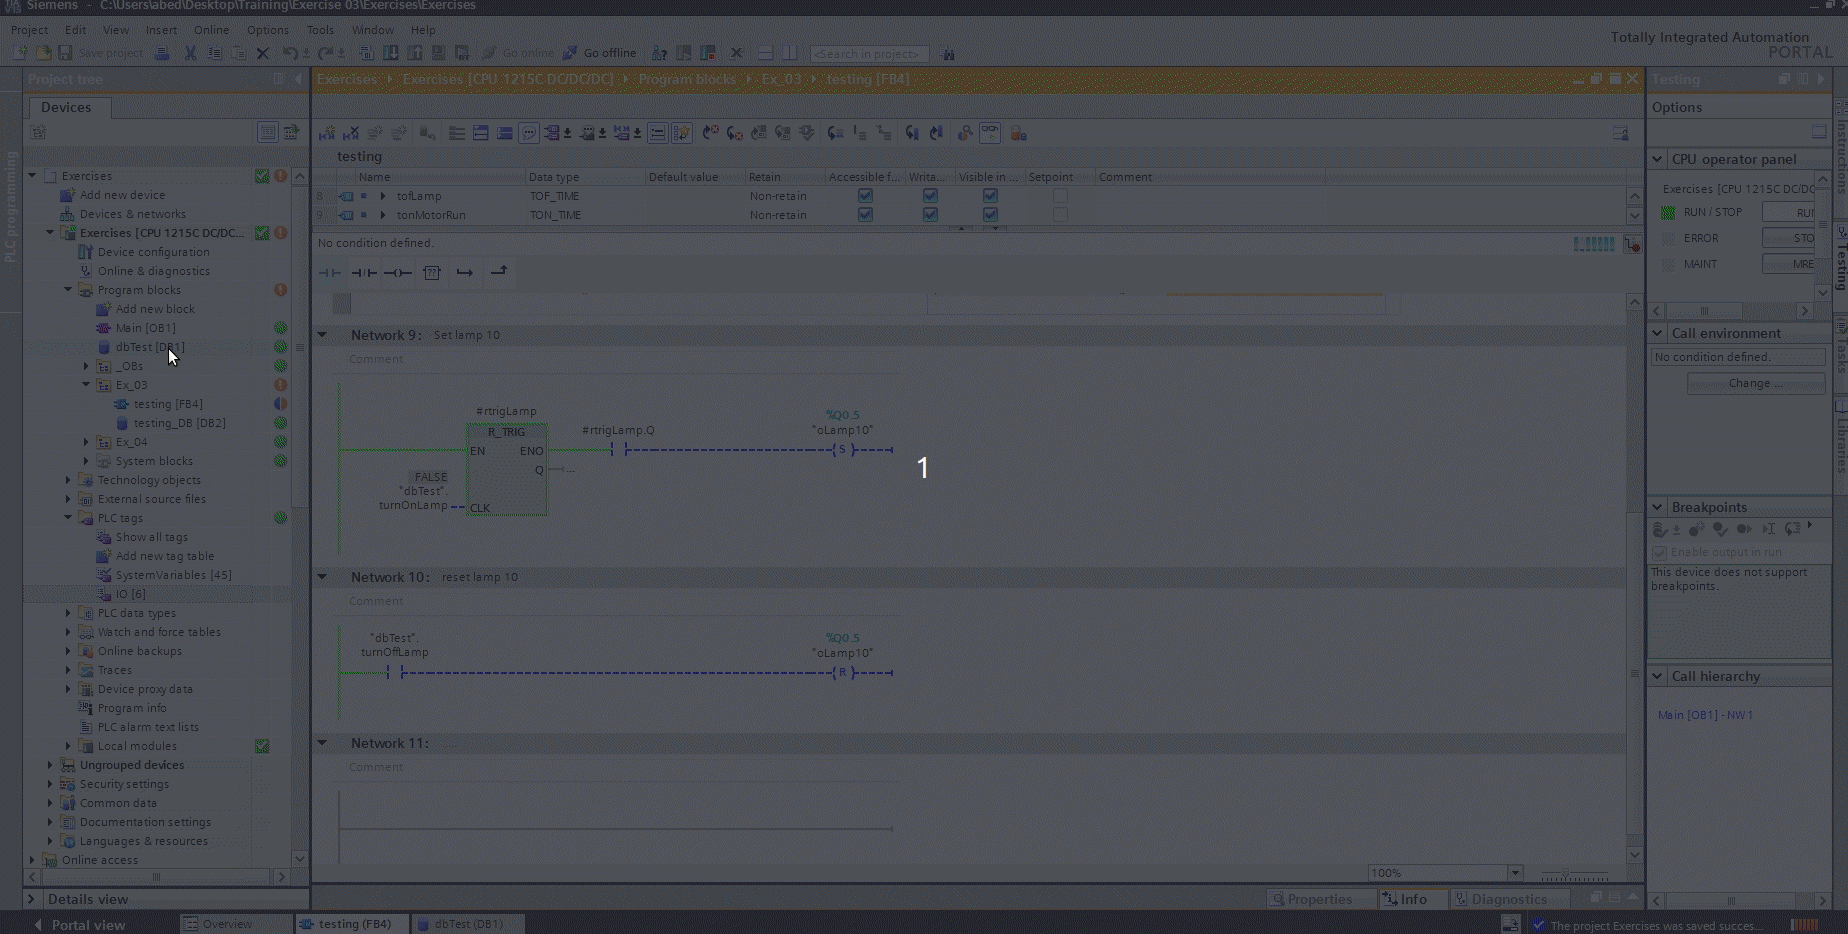 Siemens - C:\Users\abed\Desktop\Training\Exercise 03\Exercises\Exercises
Project Edit View Insert Online Options Tools Window Help
Totally Integrated Automation
PORTAL
Save project
Go online
Go offline
<Search in project>
Project tree
Exercises Exercises [CPU 1215C DC/DC/DC] Program blocks Ex_03 testing [FB4]
Testing
Devices
Options
PLC programming
testing
Name Data type Default value Retain Accessible f... Writa... Visible in ... Setpoint Comment
8 tofLamp TOF_TIME Non-retain
9 tonMotorRun TON_TIME Non-retain
No condition defined.
Exercises
Add new device
Devices & networks
Exercises [CPU 1215C DC/DC...
Device configuration
Online & diagnostics
Program blocks
Add new block
Main [OB1]
dbTest [DB1]
_OBs
Ex_03
testing [FB4]
testing_DB [DB2]
Ex_04
System blocks
Technology objects
External source files
PLC tags
Show all tags
Add new tag table
SystemVariables [45]
IO [6]
PLC data types
Watch and force tables
Online backups
Traces
Device proxy data
Program info
PLC alarm text lists
Local modules
Ungrouped devices
Security settings
Common data
Documentation settings
Languages & resources
Online access
Details view
Network 9: Set lamp 10
Comment
#rtrigLamp
R_TRIG
EN ENO
Q ...
CLK
FALSE
"dbTest".
turnOnLamp
#rtrigLamp.Q
%Q0.5
"oLamp10"
S
1
Network 10: reset lamp 10
Comment
"dbTest".
turnOffLamp
%Q0.5
"oLamp10"
R
Network 11: .....
Comment
100%
CPU operator panel
Exercises [CPU 1215C DC/DC
RUN / STOP RUN
ERROR STO
MAINT MRE
Call environment
No condition defined.
Change ...
Breakpoints
Enable output in run
This device does not support
breakpoints.
Call hierarchy
Main [OB1] - NW1
Instructions
Testing
Tasks
Libraries
Properties Info Diagnostics
Portal view Overview testing (FB4) dbTest (DB1)
The project Exercises was saved succes...